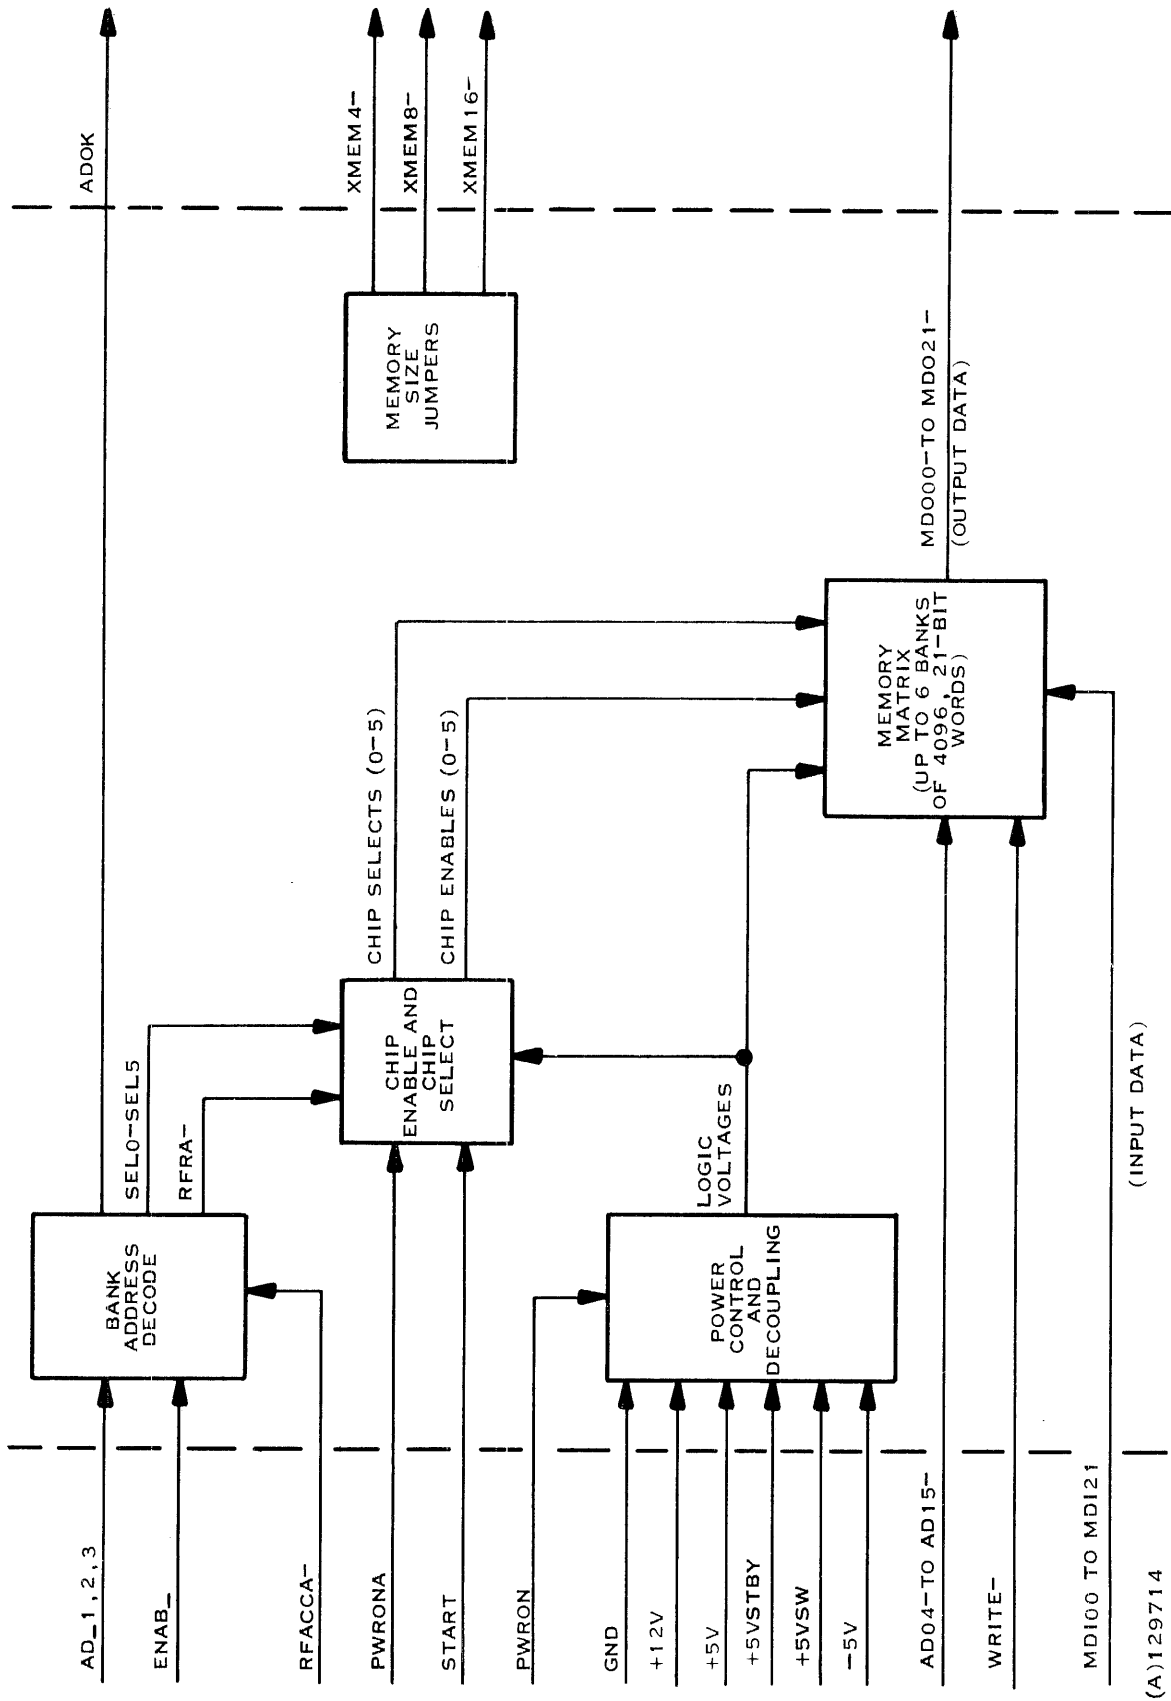 AD_1,2,3
ENAB_
RFACCA-
PWRONA
START
PWRON
GND
+12V
+5V
+5VSTBY
+5VSW
-5V
AD04-TO AD15-
WRITE-
MDI00 TO MDI21
(INPUT DATA)
BANK
ADDRESS
DECODE
SEL0-SEL5
RFRA-
POWER
CONTROL
AND
DECOUPLING
LOGIC
VOLTAGES
CHIP
ENABLE AND
CHIP
SELECT
CHIP SELECTS (0-5)
CHIP ENABLES (0-5)
MEMORY
MATRIX
(UP TO 6 BANKS
OF 4096, 21-BIT
WORDS)
MEMORY
SIZE
JUMPERS
MDO00-TO MDO21-
(OUTPUT DATA)
ADOK
XMEM4-
XMEM8-
XMEM16-
(A)129714